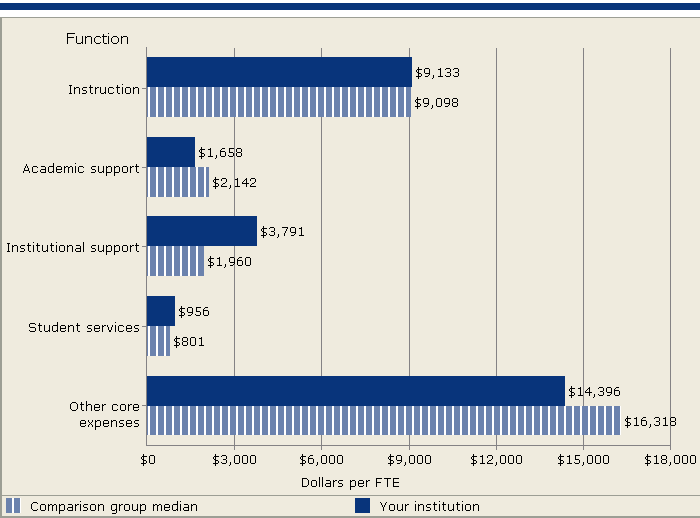 Function
Instruction
$9,133
$9,098
Academic support
$1,658
$2,142
Institutional support
$3,791
$1,960
Student services
$956
$801
Other core
expenses
$14,396
$16,318
$0 $3,000 $6,000 $9,000 $12,000 $15,000 $18,000
Dollars per FTE
Comparison group median Your institution